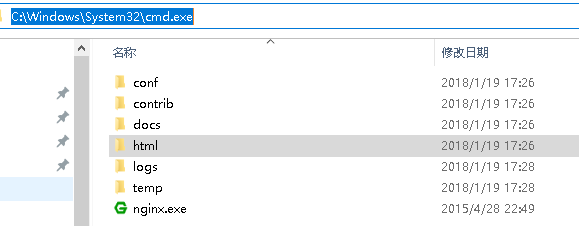 C:\Windows\System32\cmd.exe
名称 修改日期
conf 2018/1/19 17:26
contrib 2018/1/19 17:26
docs 2018/1/19 17:26
html 2018/1/19 17:26
logs 2018/1/19 17:28
temp 2018/1/19 17:28
nginx.exe 2015/4/28 22:49